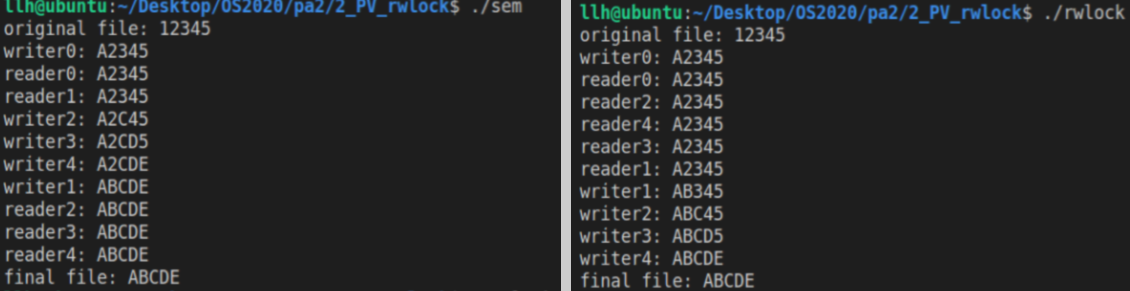 llh@ubuntu:~/Desktop/OS2020/pa2/2_PV_rwlock$ ./sem
original file: 12345
writer0: A2345
reader0: A2345
reader1: A2345
writer2: A2C45
writer3: A2CD5
writer4: A2CDE
writer1: ABCDE
reader2: ABCDE
reader3: ABCDE
reader4: ABCDE
final file: ABCDE
llh@ubuntu:~/Desktop/OS2020/pa2/2_PV_rwlock$ ./rwlock
original file: 12345
writer0: A2345
reader0: A2345
reader2: A2345
reader4: A2345
reader3: A2345
reader1: A2345
writer1: AB345
writer2: ABC45
writer3: ABCD5
writer4: ABCDE
final file: ABCDE